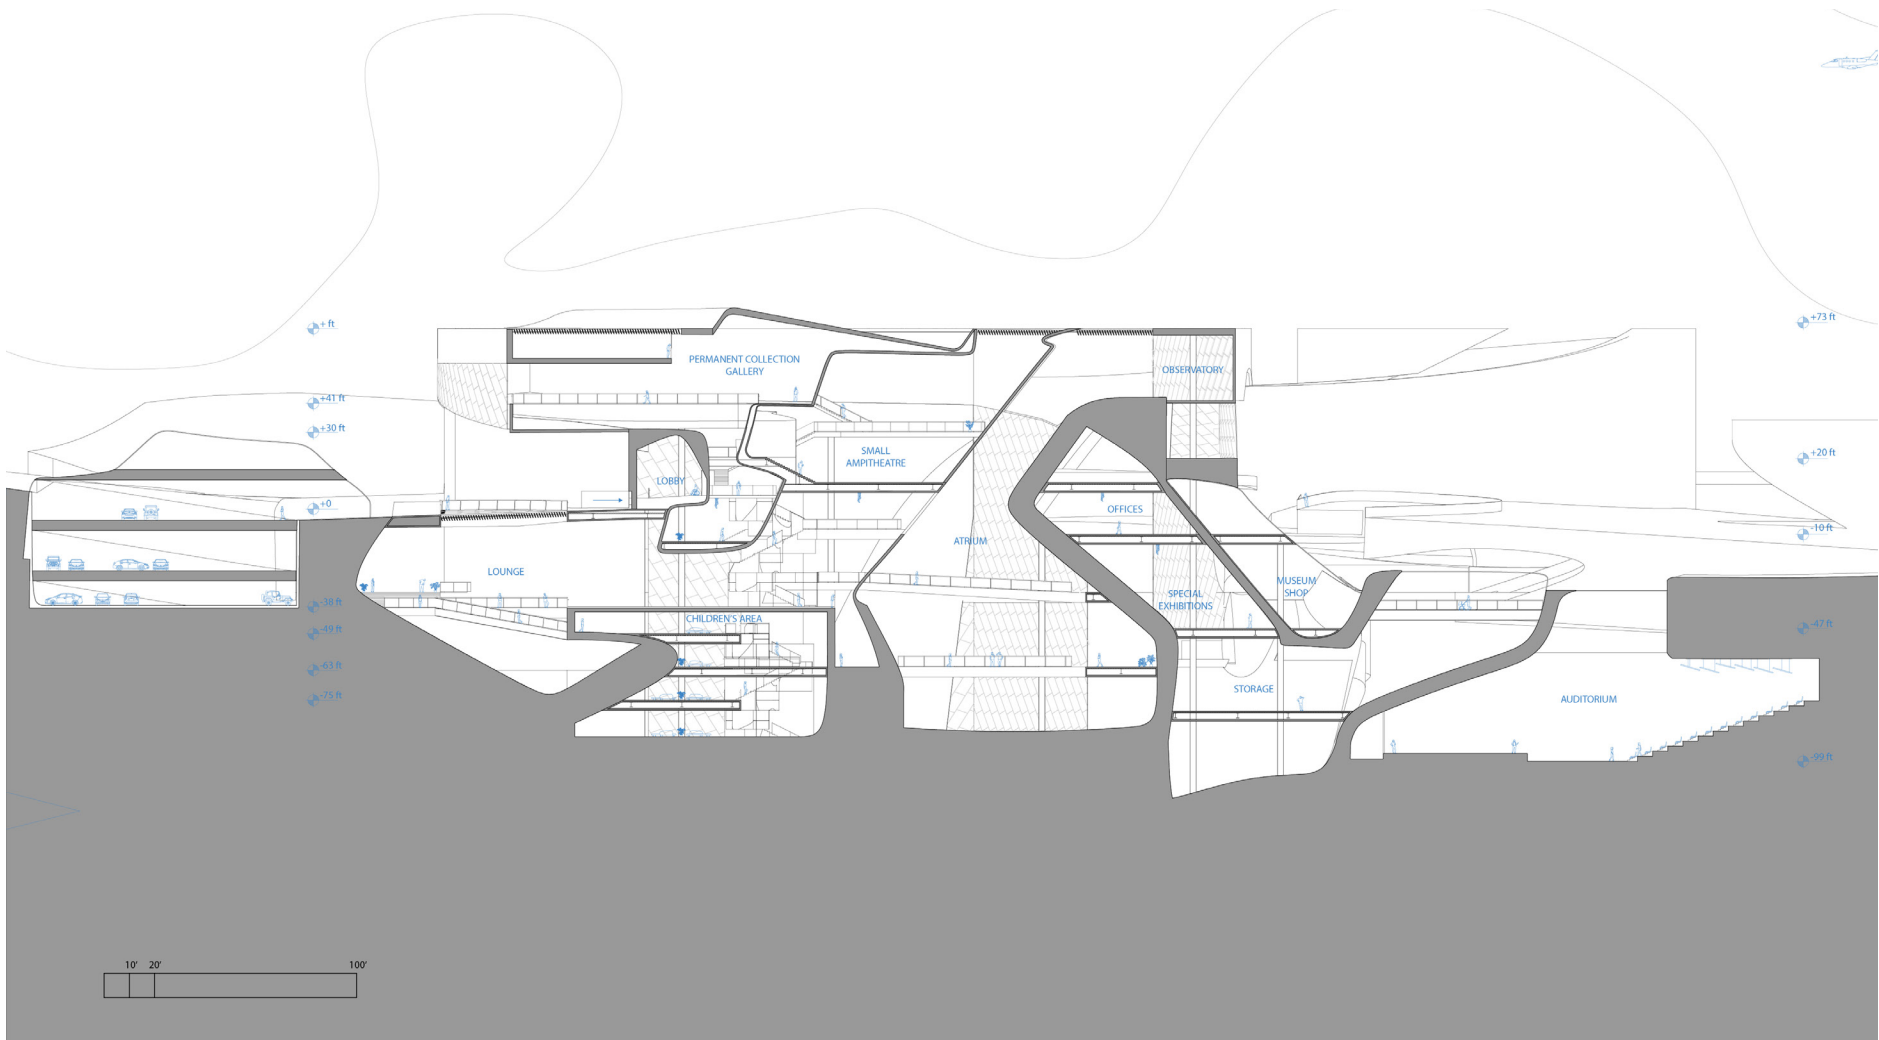 + ft
+73 ft
PERMANENT COLLECTION
GALLERY
OBSERVATORY
+41 ft
+30 ft
SMALL
AMPITHEATRE
+20 ft
LOBBY
+0
OFFICES
-10 ft
ATRIUM
LOUNGE
MUSEUM
SHOP
SPECIAL
EXHIBITIONS
-38 ft
CHILDREN'S AREA
-49 ft
-47 ft
-63 ft
STORAGE
-75 ft
AUDITORIUM
-99 ft
10' 20' 100'